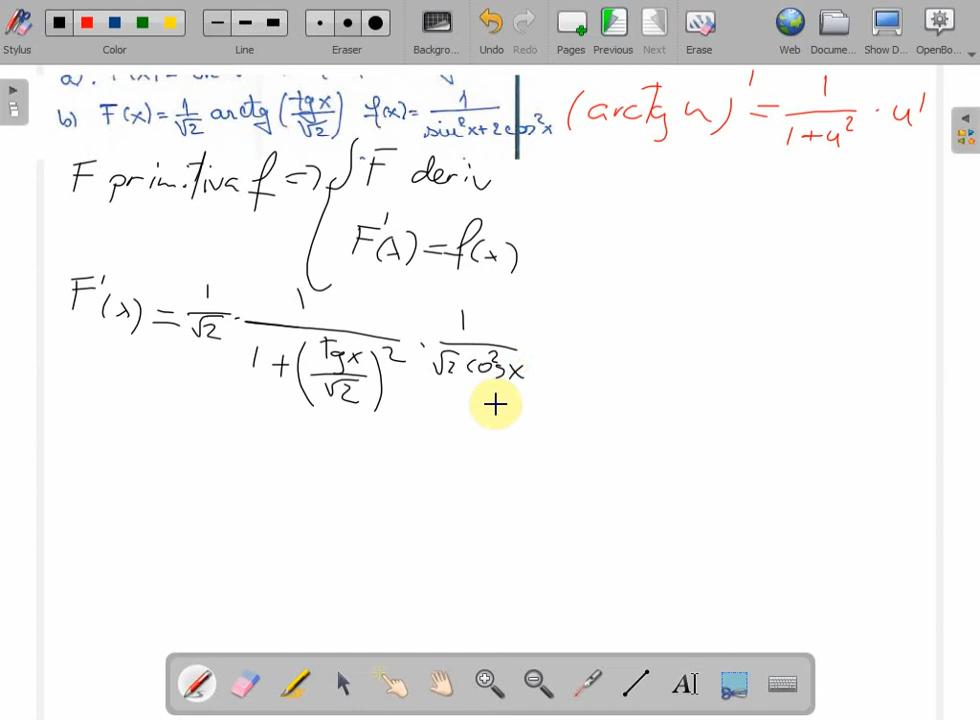 Stylus Color Line Eraser Backgro... Undo Redo Pages Previous Next Erase Web Docume... Show D... OpenBo...
b) F(x)=1/√2 arctg (tgx/√2) f(x)=1/(sin²x+2cos²x)
(arctg u)' = 1/(1+u²) · u'
F primitiva f => { F deriv
F'(x)=f(x)
F'(x) = 1/√2 · 1/(1+(tgx/√2)²) · 1/(√2 cos²x)